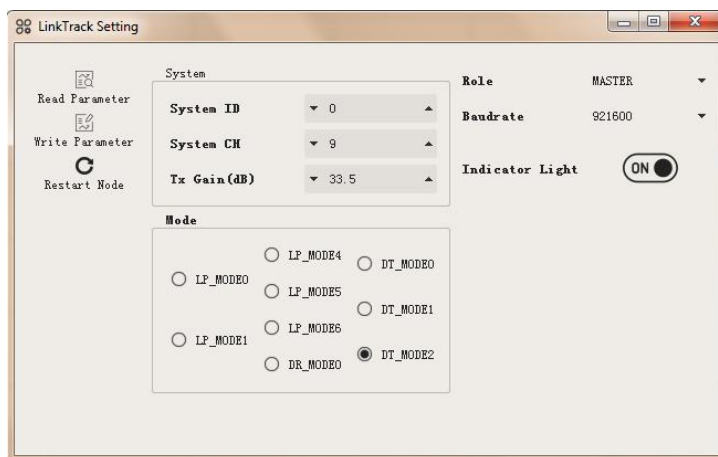 LinkTrack Setting
Read Parameter
Write Parameter
Restart Node
System
System ID 0
System CH 9
Tx Gain(dB) 33.5
Role MASTER
Baudrate 921600
Indicator Light ON
Mode
LP_MODE0
LP_MODE1
LP_MODE4
LP_MODE5
LP_MODE6
DR_MODE0
DT_MODE0
DT_MODE1
DT_MODE2